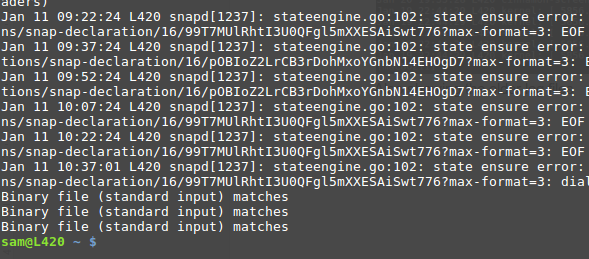 aders)
Jan 11 09:22:24 L420 snapd[1237]: stateengine.go:102: state ensure error:
ns/snap-declaration/16/99T7MUlRhtI3U0QFgl5mXXESAiSwt776?max-format=3: EOF
Jan 11 09:37:24 L420 snapd[1237]: stateengine.go:102: state ensure error:
tions/snap-declaration/16/pOBIoZ2LrCB3rDohMxoYGnbN14EHOgD7?max-format=3: E
Jan 11 09:52:24 L420 snapd[1237]: stateengine.go:102: state ensure error:
tions/snap-declaration/16/pOBIoZ2LrCB3rDohMxoYGnbN14EHOgD7?max-format=3: E
Jan 11 10:07:24 L420 snapd[1237]: stateengine.go:102: state ensure error:
ns/snap-declaration/16/99T7MUlRhtI3U0QFgl5mXXESAiSwt776?max-format=3: EOF
Jan 11 10:22:24 L420 snapd[1237]: stateengine.go:102: state ensure error:
ns/snap-declaration/16/99T7MUlRhtI3U0QFgl5mXXESAiSwt776?max-format=3: EOF
Jan 11 10:37:01 L420 snapd[1237]: stateengine.go:102: state ensure error:
ns/snap-declaration/16/99T7MUlRhtI3U0QFgl5mXXESAiSwt776?max-format=3: dial
Binary file (standard input) matches
Binary file (standard input) matches
Binary file (standard input) matches
sam@L420 ~ $